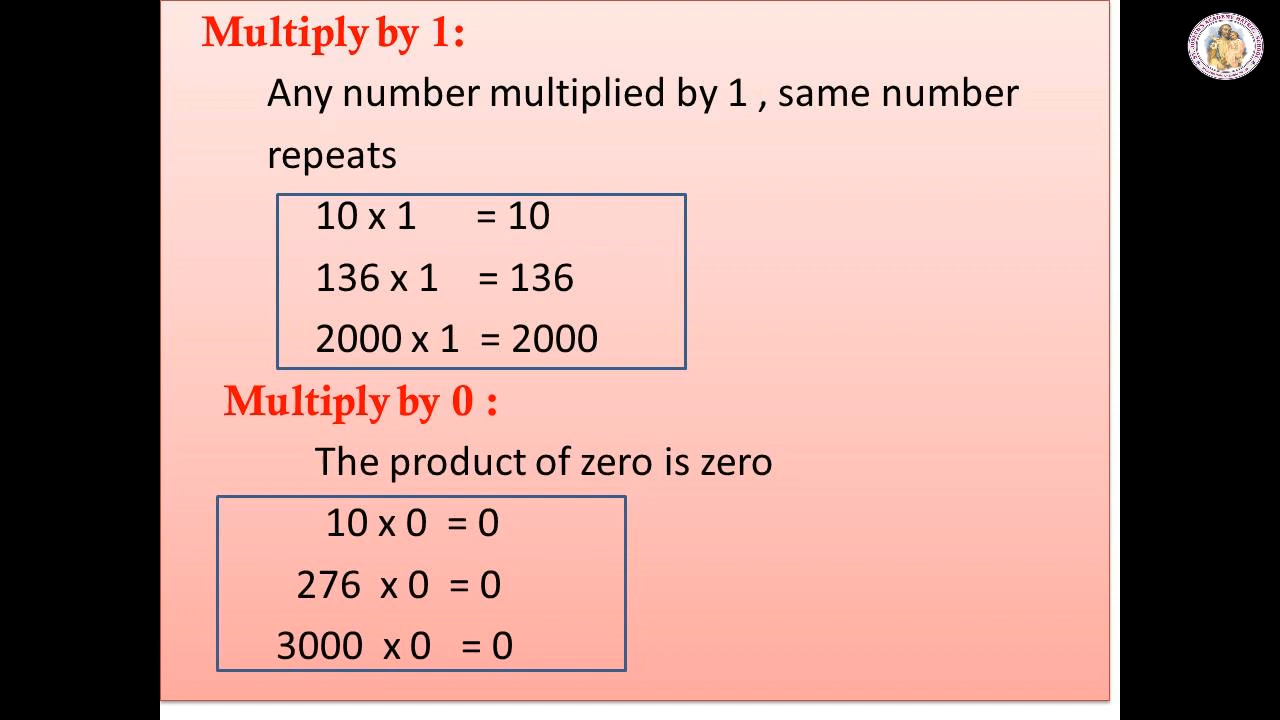 Multiply by 1:
Any number multiplied by 1 , same number
repeats
10 x 1 = 10
136 x 1 = 136
2000 x 1 = 2000
Multiply by 0 :
The product of zero is zero
10 x 0 = 0
276 x 0 = 0
3000 x 0 = 0